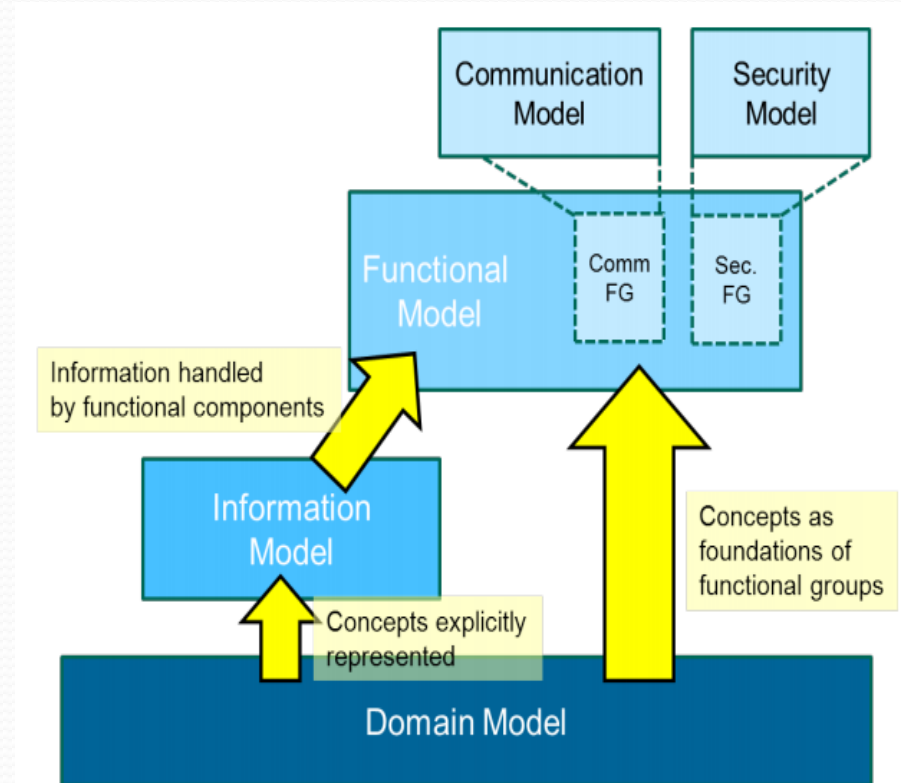 Communication
Model
Security
Model
Functional
Model
Comm
FG
Sec.
FG
Information handled
by functional components
Information
Model
Concepts as
foundations of
functional groups
Concepts explicitly
represented
Domain Model